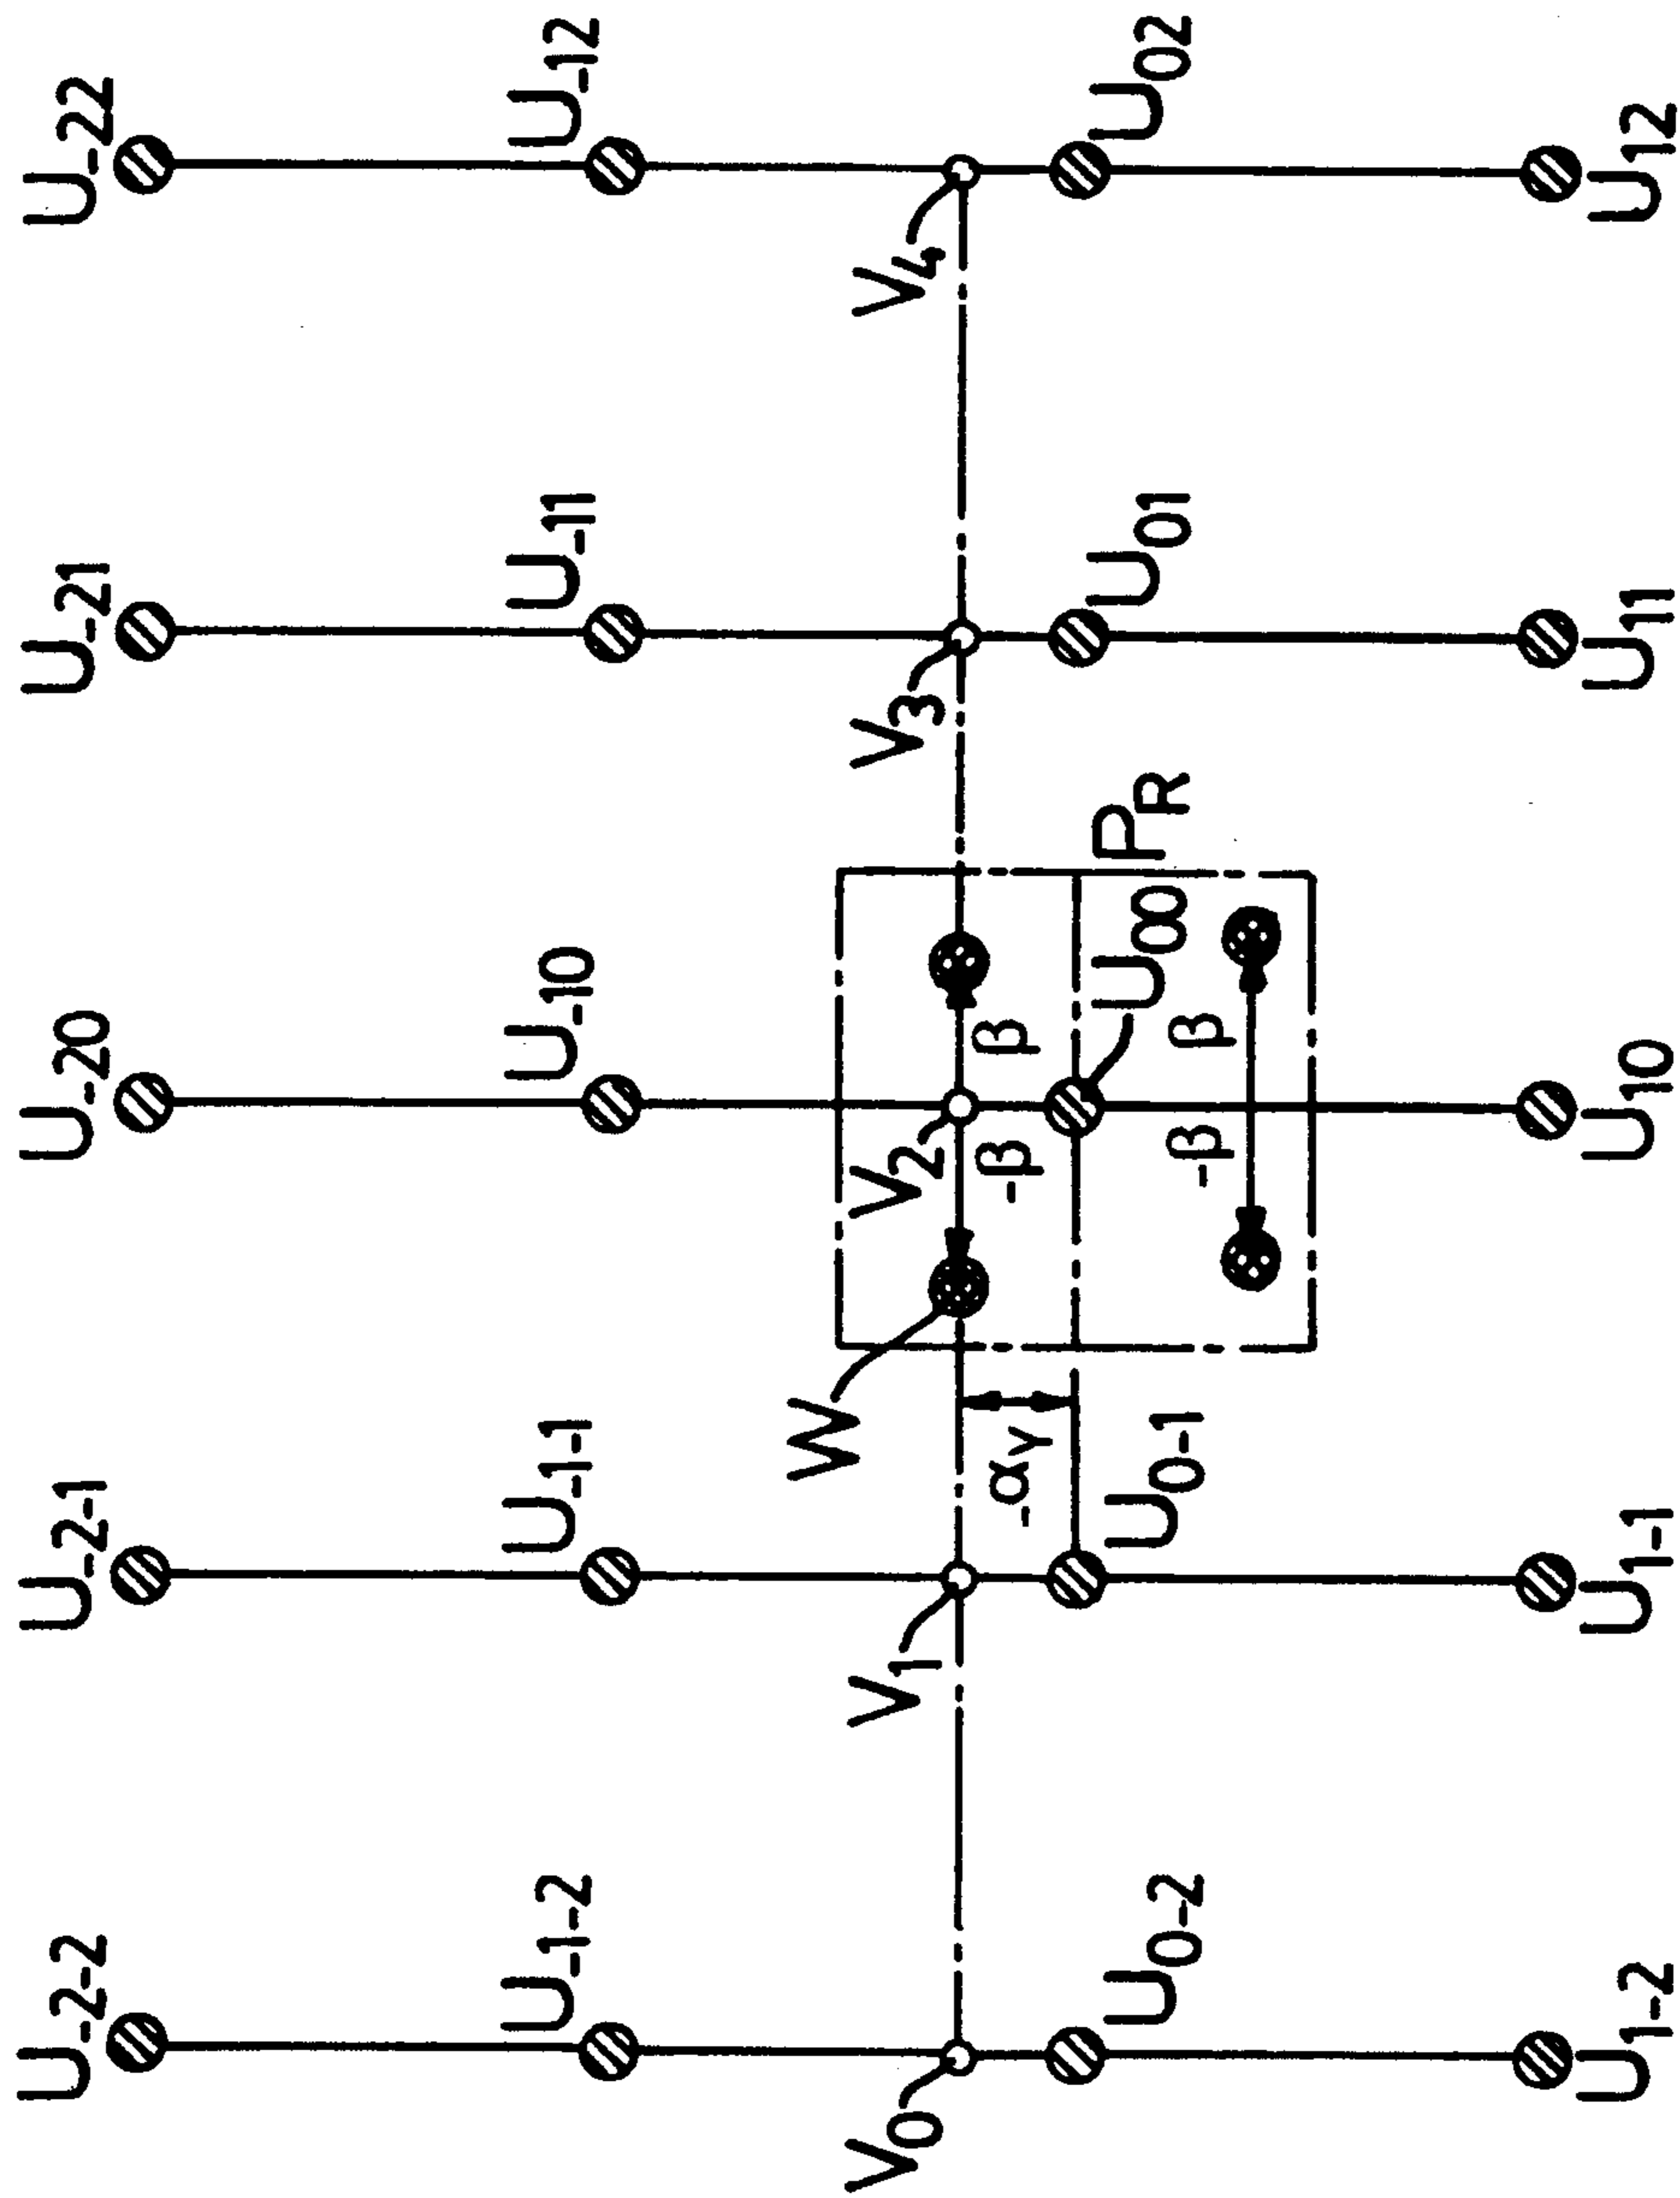 U-2-2 U-2-1 U-20 U-21 U-22
U-1-2 U-1-1 U-10 U-11 U-12
W
V0 V1 V2 V3 V4
-αY -β β
U0-2 U0-1 U00 PR U01 U02
-β β
U1-2 U1-1 U10 U11 U12